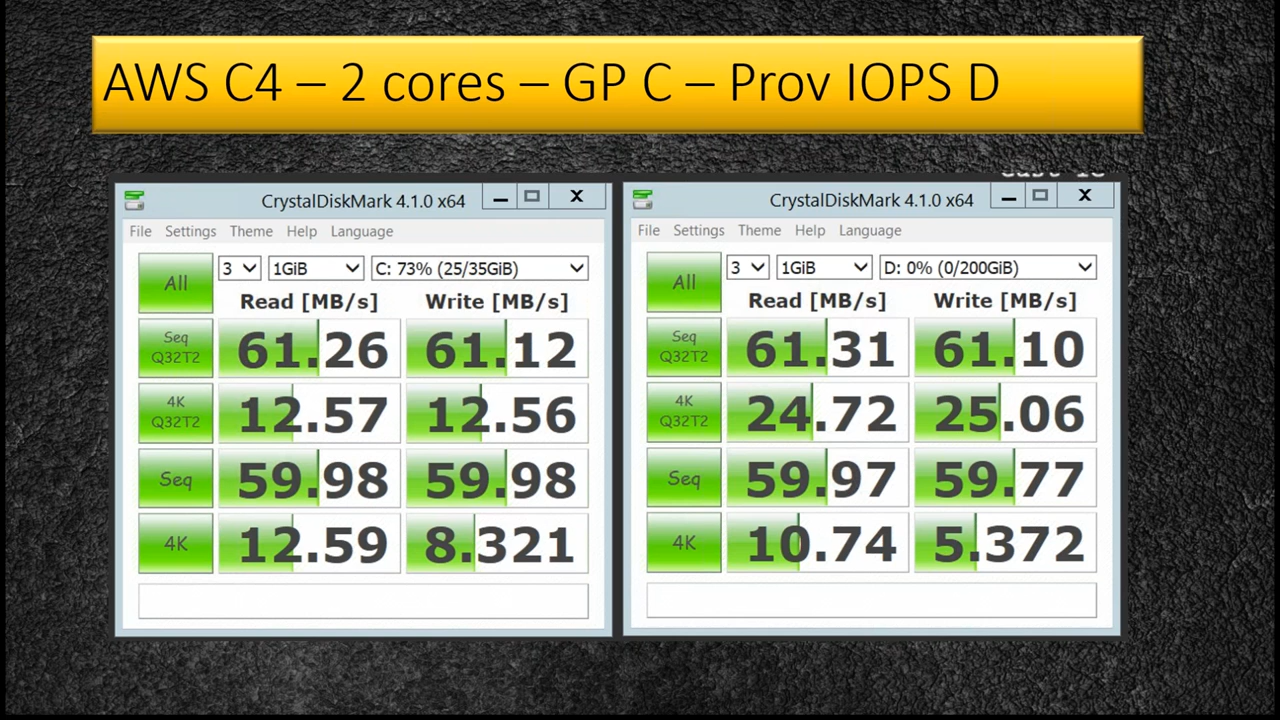 AWS C4 – 2 cores – GP C – Prov IOPS D
CrystalDiskMark 4.1.0 x64
File Settings Theme Help Language
All 3 1GiB C: 73% (25/35GiB)
Read [MB/s] Write [MB/s]
Seq Q32T2 61.26 61.12
4K Q32T2 12.57 12.56
Seq 59.98 59.98
4K 12.59 8.321
CrystalDiskMark 4.1.0 x64
File Settings Theme Help Language
All 3 1GiB D: 0% (0/200GiB)
Read [MB/s] Write [MB/s]
Seq Q32T2 61.31 61.10
4K Q32T2 24.72 25.06
Seq 59.97 59.77
4K 10.74 5.372